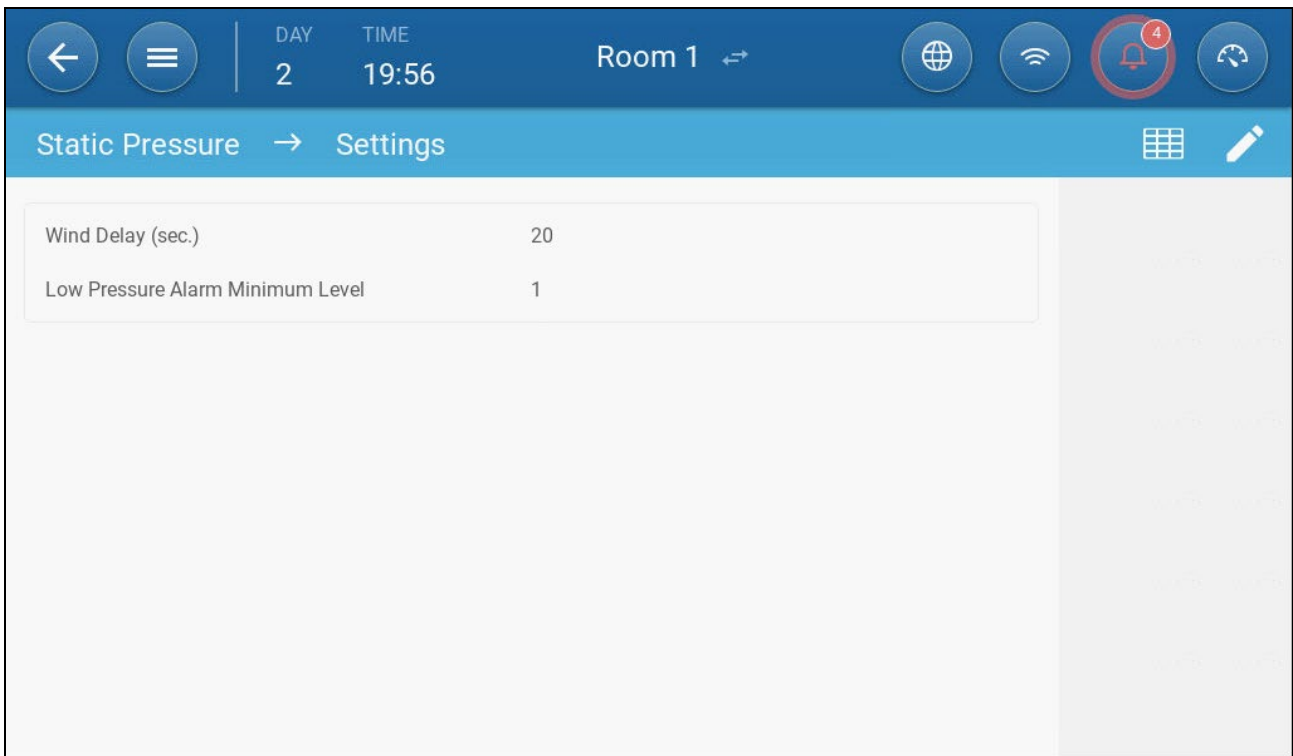 DAY TIME
2 19:56
Room 1
4
Static Pressure → Settings
Wind Delay (sec.) 20
Low Pressure Alarm Minimum Level 1